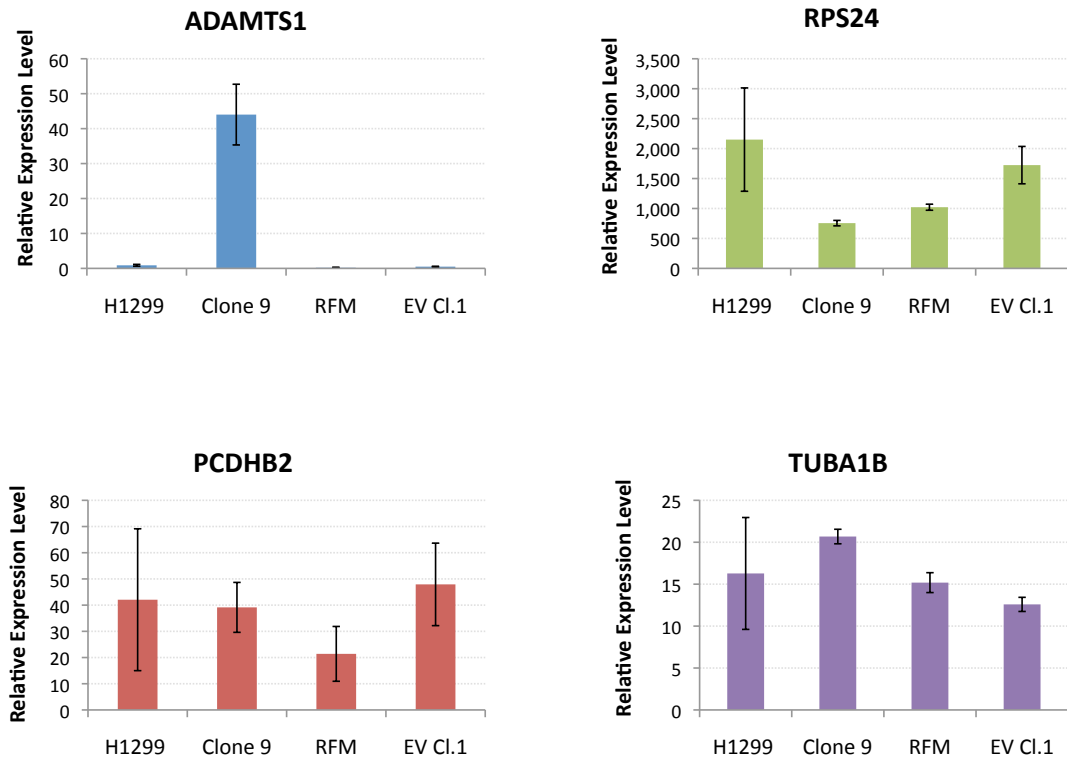 ADAMTS1
Relative Expression Level
60
50
40
30
20
10
0
H1299 Clone 9 RFM EV Cl.1
RPS24
Relative Expression Level
3,500
3,000
2,500
2,000
1,500
1,000
500
0
H1299 Clone 9 RFM EV Cl.1
PCDHB2
Relative Expression Level
80
70
60
50
40
30
20
10
0
H1299 Clone 9 RFM EV Cl.1
TUBA1B
Relative Expression Level
25
20
15
10
5
0
H1299 Clone 9 RFM EV Cl.1